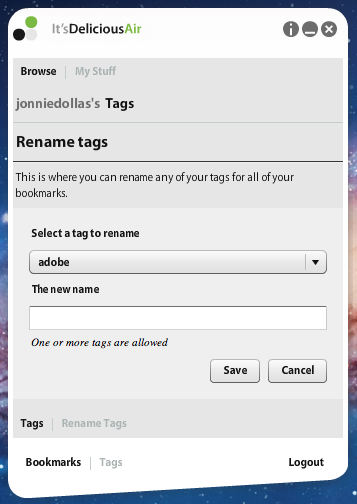 It'sDeliciousAir
Browse | My Stuff
jonniedollas's Tags
Rename tags
This is where you can rename any of your tags for all of your
bookmarks.
Select a tag to rename
adobe
The new name
One or more tags are allowed
Save Cancel
Tags | Rename Tags
Bookmarks | Tags Logout